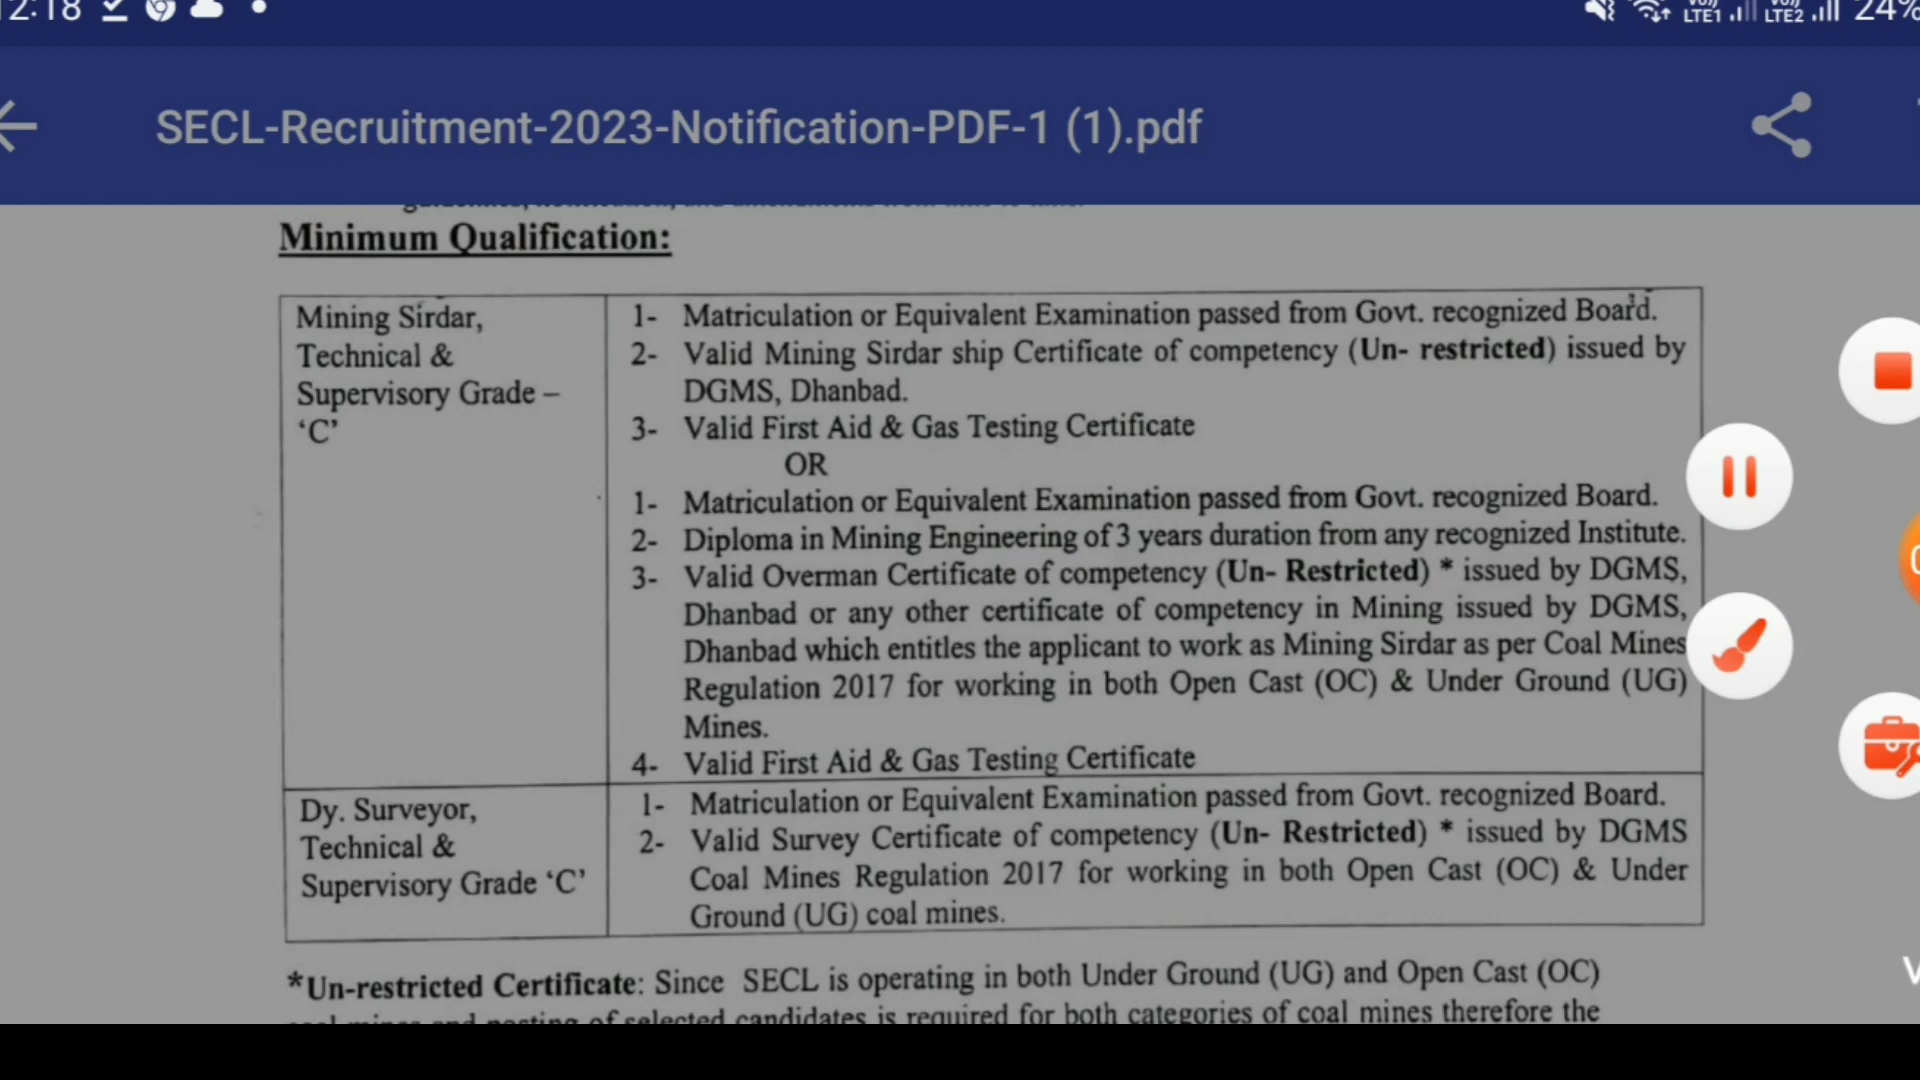 12:18
LTE1 LTE2 24%
SECL-Recruitment-2023-Notification-PDF-1 (1).pdf
Minimum Qualification:
Mining Sirdar,
Technical &
Supervisory Grade –
‘C’
1- Matriculation or Equivalent Examination passed from Govt. recognized Board.
2- Valid Mining Sirdar ship Certificate of competency (Un- restricted) issued by
DGMS, Dhanbad.
3- Valid First Aid & Gas Testing Certificate
OR
1- Matriculation or Equivalent Examination passed from Govt. recognized Board.
2- Diploma in Mining Engineering of 3 years duration from any recognized Institute.
3- Valid Overman Certificate of competency (Un- Restricted) * issued by DGMS,
Dhanbad or any other certificate of competency in Mining issued by DGMS,
Dhanbad which entitles the applicant to work as Mining Sirdar as per Coal Mines
Regulation 2017 for working in both Open Cast (OC) & Under Ground (UG)
Mines.
4- Valid First Aid & Gas Testing Certificate
Dy. Surveyor,
Technical &
Supervisory Grade ‘C’
1- Matriculation or Equivalent Examination passed from Govt. recognized Board.
2- Valid Survey Certificate of competency (Un- Restricted) * issued by DGMS
Coal Mines Regulation 2017 for working in both Open Cast (OC) & Under
Ground (UG) coal mines.
*Un-restricted Certificate: Since SECL is operating in both Under Ground (UG) and Open Cast (OC)
coal mines and posting of selected candidates is required for both categories of coal mines therefore the